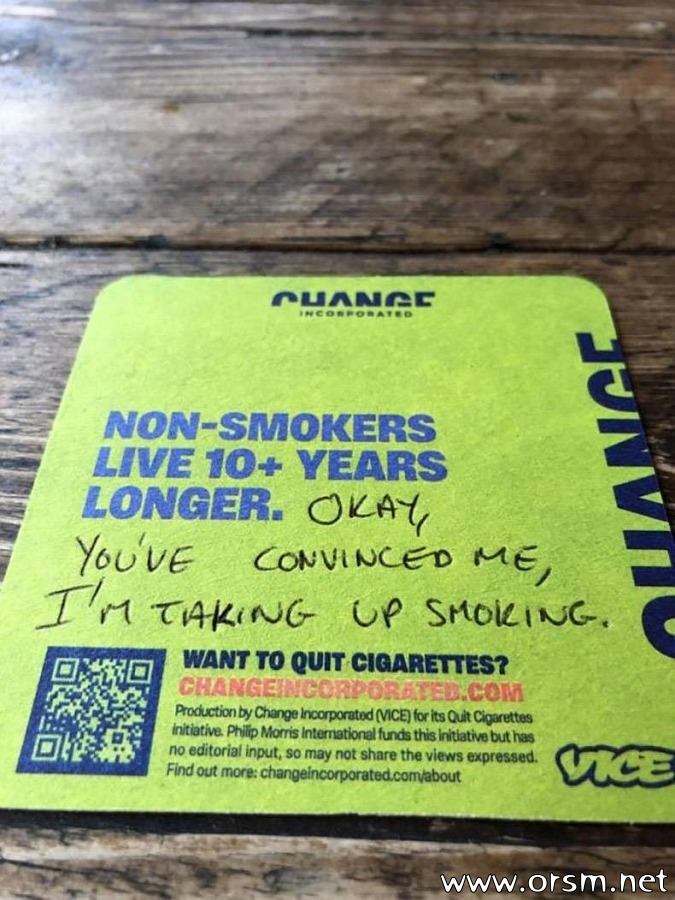 CHANGE
INCORPORATED
CHANGE
NON-SMOKERS
LIVE 10+ YEARS
LONGER. OKAY,
YOU'VE CONVINCED ME,
I'M TAKING UP SMOKING.
WANT TO QUIT CIGARETTES?
CHANGEINCORPORATED.COM
Production by Change Incorporated (VICE) for its Quit Cigarettes
Initiative. Philip Morris International funds this initiative but has
no editorial input, so may not share the views expressed.
Find out more: changeincorporated.com/about
VICE
www.orsm.net